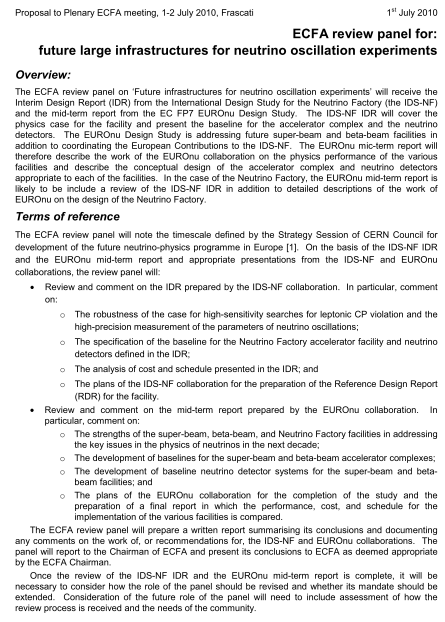 Proposal to Plenary ECFA meeting, 1-2 July 2010, Frascati 1st July 2010
ECFA review panel for:
future large infrastructures for neutrino oscillation experiments
Overview:
The ECFA review panel on 'Future infrastructures for neutrino oscillation experiments' will receive the
Interim Design Report (IDR) from the International Design Study for the Neutrino Factory (the IDS-NF)
and the mid-term report from the EC FP7 EUROnu Design Study. The IDS-NF IDR will cover the
physics case for the facility and present the baseline for the accelerator complex and the neutrino
detectors. The EUROnu Design Study is addressing future super-beam and beta-beam facilities in
addition to coordinating the European Contributions to the IDS-NF. The EUROnu mic-term report will
therefore describe the work of the EUROnu collaboration on the physics performance of the various
facilities and describe the conceptual design of the accelerator complex and neutrino detectors
appropriate to each of the facilities. In the case of the Neutrino Factory, the EUROnu mid-term report is
likely to be include a review of the IDS-NF IDR in addition to detailed descriptions of the work of
EUROnu on the design of the Neutrino Factory.
Terms of reference
The ECFA review panel will note the timescale defined by the Strategy Session of CERN Council for
development of the future neutrino-physics programme in Europe [1]. On the basis of the IDS-NF IDR
and the EUROnu mid-term report and appropriate presentations from the IDS-NF and EUROnu
collaborations, the review panel will:
• Review and comment on the IDR prepared by the IDS-NF collaboration. In particular, comment
on:
o The robustness of the case for high-sensitivity searches for leptonic CP violation and the
high-precision measurement of the parameters of neutrino oscillations;
o The specification of the baseline for the Neutrino Factory accelerator facility and neutrino
detectors defined in the IDR;
o The analysis of cost and schedule presented in the IDR; and
o The plans of the IDS-NF collaboration for the preparation of the Reference Design Report
(RDR) for the facility.
• Review and comment on the mid-term report prepared by the EUROnu collaboration. In
particular, comment on:
o The strengths of the super-beam, beta-beam, and Neutrino Factory facilities in addressing
the key issues in the physics of neutrinos in the next decade;
o The development of baselines for the super-beam and beta-beam accelerator complexes;
o The development of baseline neutrino detector systems for the super-beam and beta-
beam facilities; and
o The plans of the EUROnu collaboration for the completion of the study and the
preparation of a final report in which the performance, cost, and schedule for the
implementation of the various facilities is compared.
The ECFA review panel will prepare a written report summarising its conclusions and documenting
any comments on the work of, or recommendations for, the IDS-NF and EUROnu collaborations. The
panel will report to the Chairman of ECFA and present its conclusions to ECFA as deemed appropriate
by the ECFA Chairman.
Once the review of the IDS-NF IDR and the EUROnu mid-term report is complete, it will be
necessary to consider how the role of the panel should be revised and whether its mandate should be
extended. Consideration of the future role of the panel will need to include assessment of how the
review process is received and the needs of the community.